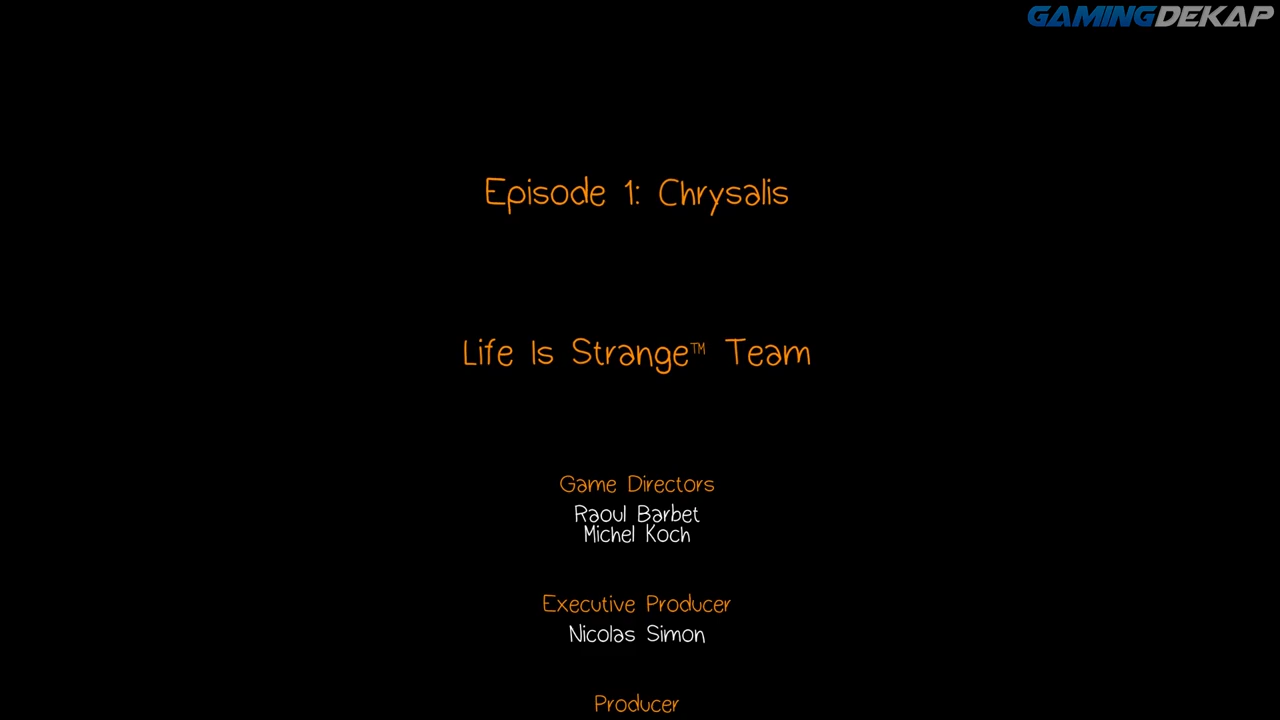 GAMINGDEKAP
Episode 1: Chrysalis
Life Is Strange™ Team
Game Directors
Raoul Barbet
Michel Koch
Executive Producer
Nicolas Simon
Producer